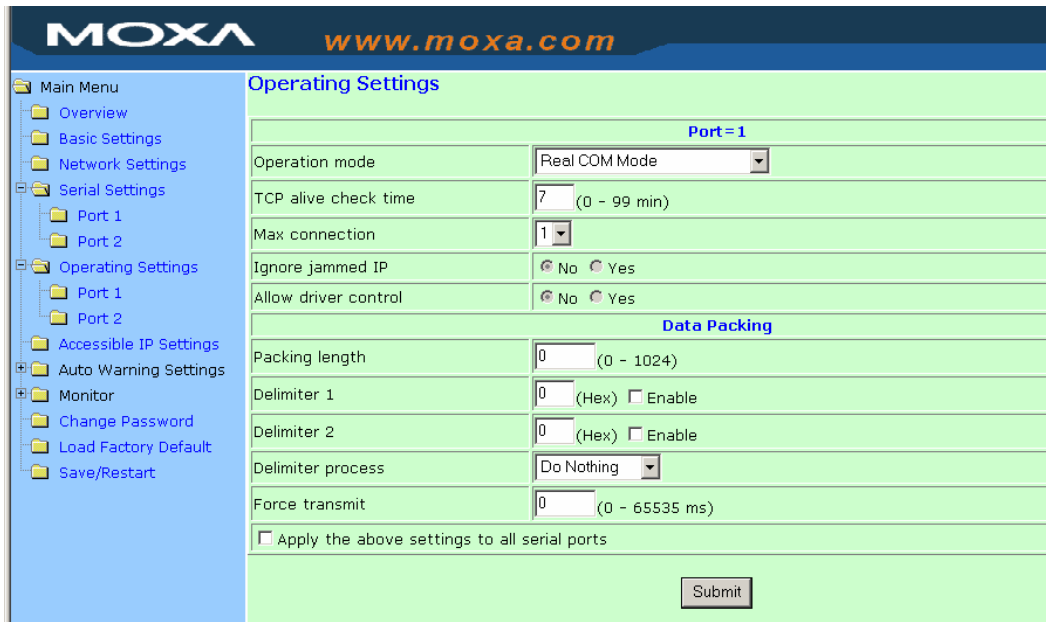 MOXA www.moxa.com
Main Menu
Overview
Basic Settings
Network Settings
Serial Settings
Port 1
Port 2
Operating Settings
Port 1
Port 2
Accessible IP Settings
Auto Warning Settings
Monitor
Change Password
Load Factory Default
Save/Restart
Operating Settings
Port=1
Operation mode Real COM Mode
TCP alive check time 7 (0 - 99 min)
Max connection 1
Ignore jammed IP No Yes
Allow driver control No Yes
Data Packing
Packing length 0 (0 - 1024)
Delimiter 1 0 (Hex) Enable
Delimiter 2 0 (Hex) Enable
Delimiter process Do Nothing
Force transmit 0 (0 - 65535 ms)
Apply the above settings to all serial ports
Submit